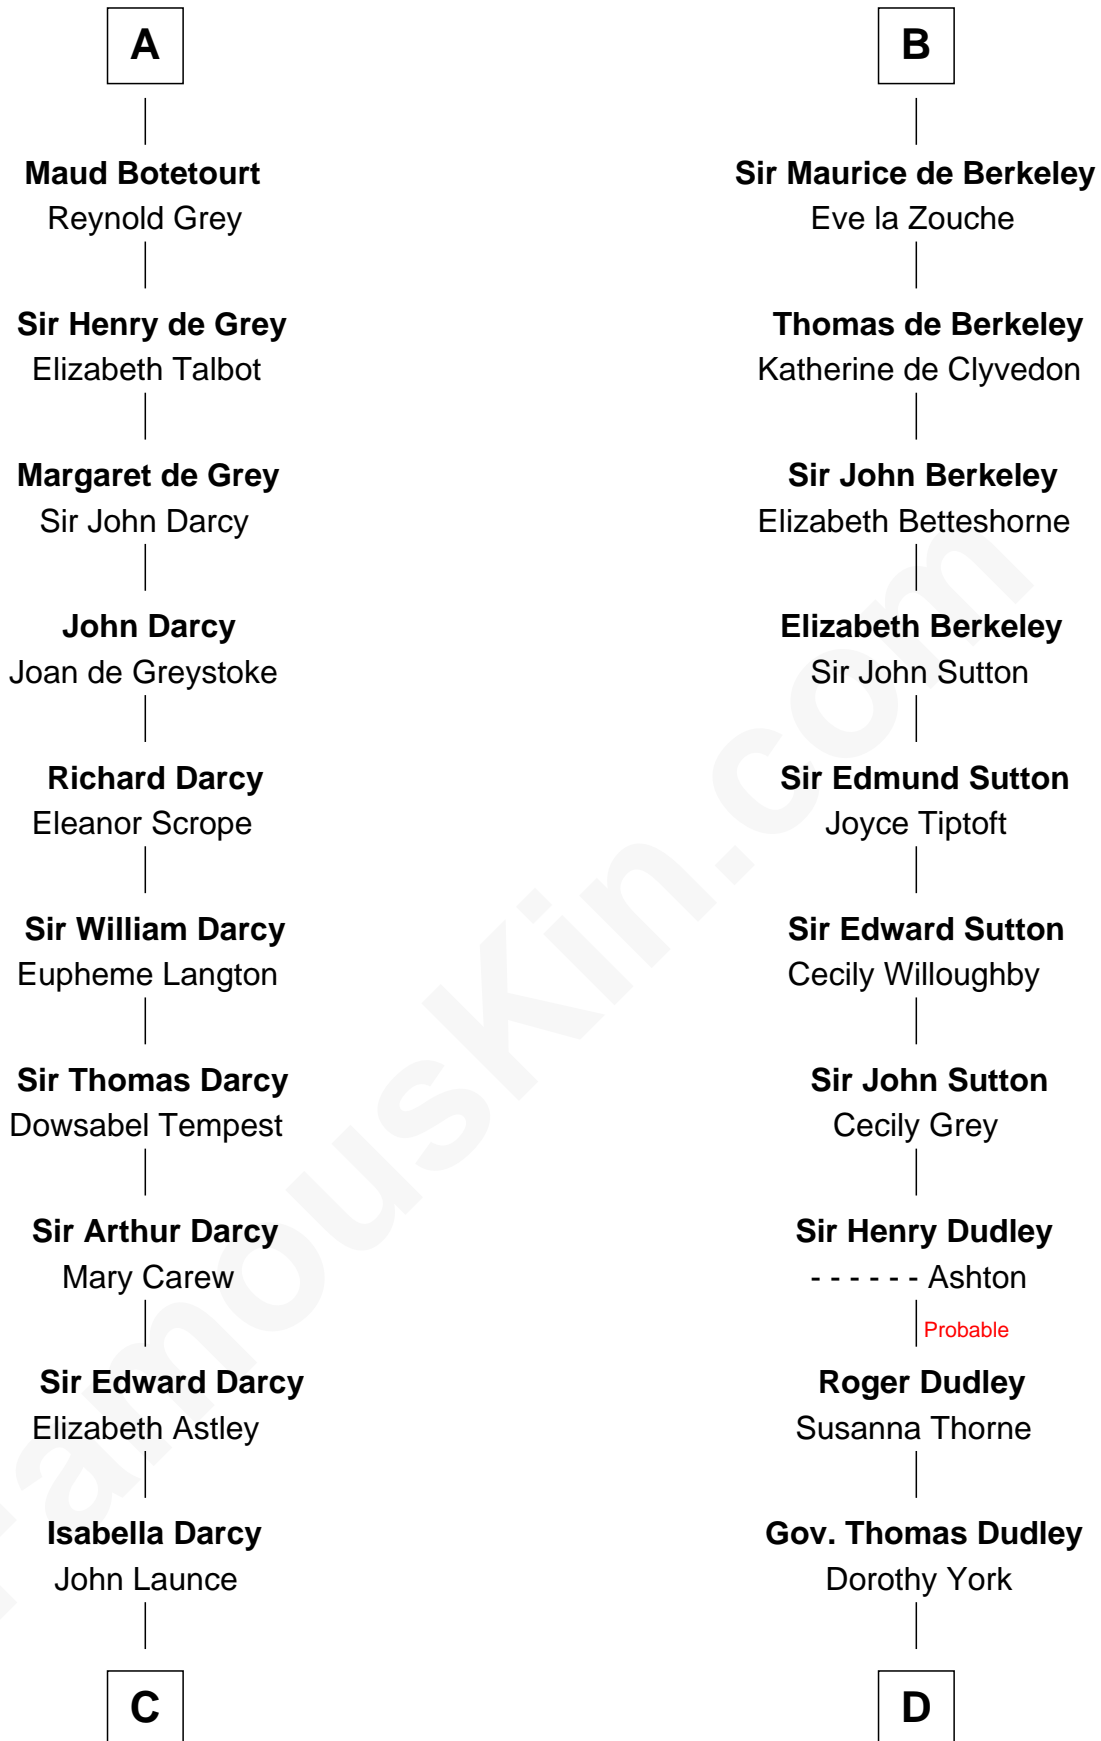 A
Maud Botetourt
Reynold Grey
Sir Henry de Grey
Elizabeth Talbot
Margaret de Grey
Sir John Darcy
John Darcy
Joan de Greystoke
Richard Darcy
Eleanor Scrope
Sir William Darcy
Eupheme Langton
Sir Thomas Darcy
Dowsabel Tempest
Sir Arthur Darcy
Mary Carew
Sir Edward Darcy
Elizabeth Astley
Isabella Darcy
John Launce
C
B
Sir Maurice de Berkeley
Eve la Zouche
Thomas de Berkeley
Katherine de Clyvedon
Sir John Berkeley
Elizabeth Betteshorne
Elizabeth Berkeley
Sir John Sutton
Sir Edmund Sutton
Joyce Tiptoft
Sir Edward Sutton
Cecily Willoughby
Sir John Sutton
Cecily Grey
Sir Henry Dudley
- - - - - - Ashton
Probable
Roger Dudley
Susanna Thorne
Gov. Thomas Dudley
Dorothy York
D
FamousKin.com